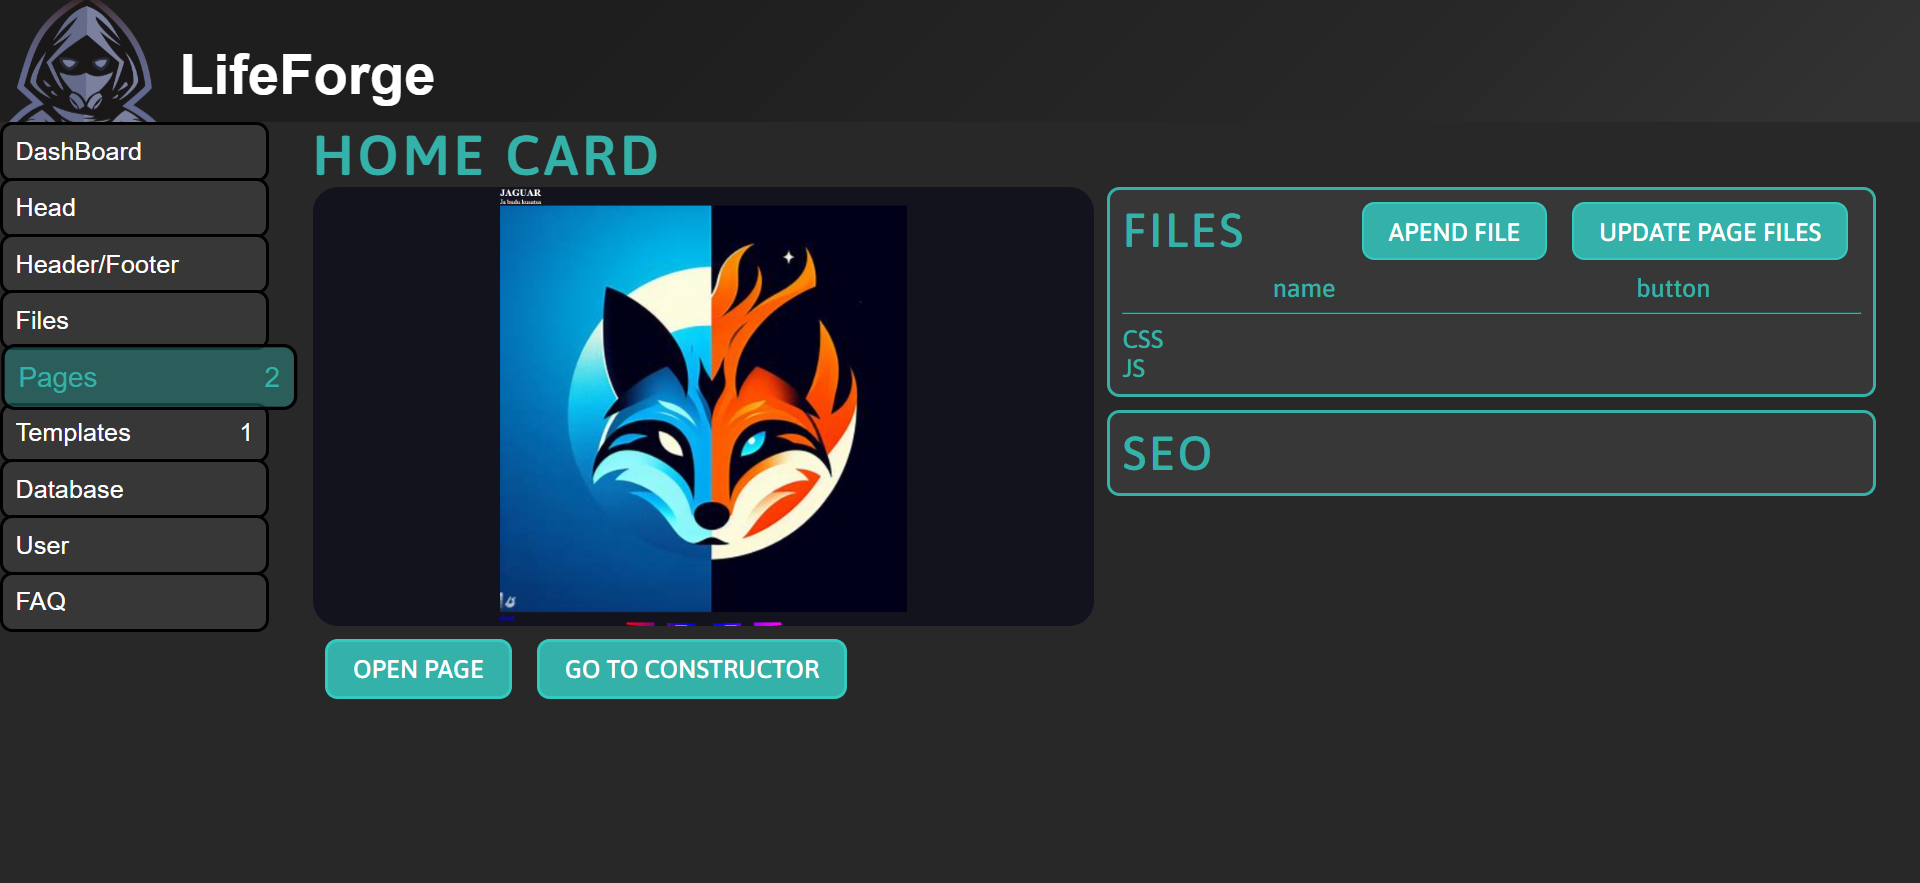 LifeForge
DashBoard
Head
Header/Footer
Files
Pages 2
Templates 1
Database
User
FAQ
HOME CARD
JAGUAR
Ja budu kusatsa
OPEN PAGE
GO TO CONSTRUCTOR
FILES
APEND FILE
UPDATE PAGE FILES
name button
CSS
JS
SEO